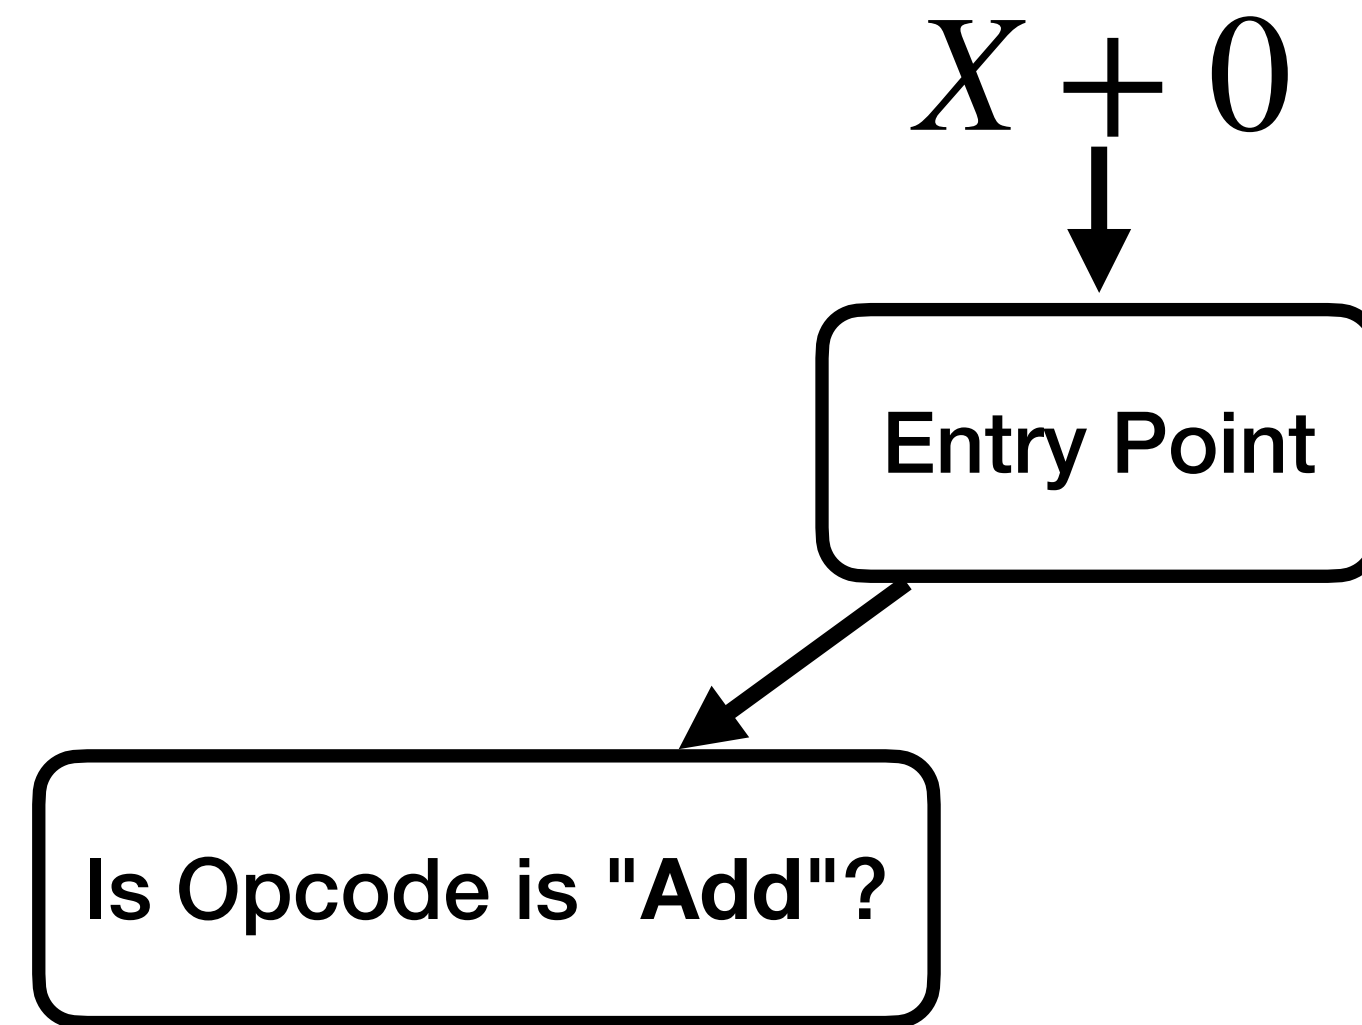 X + 0
Entry Point
Is Opcode is "Add"?